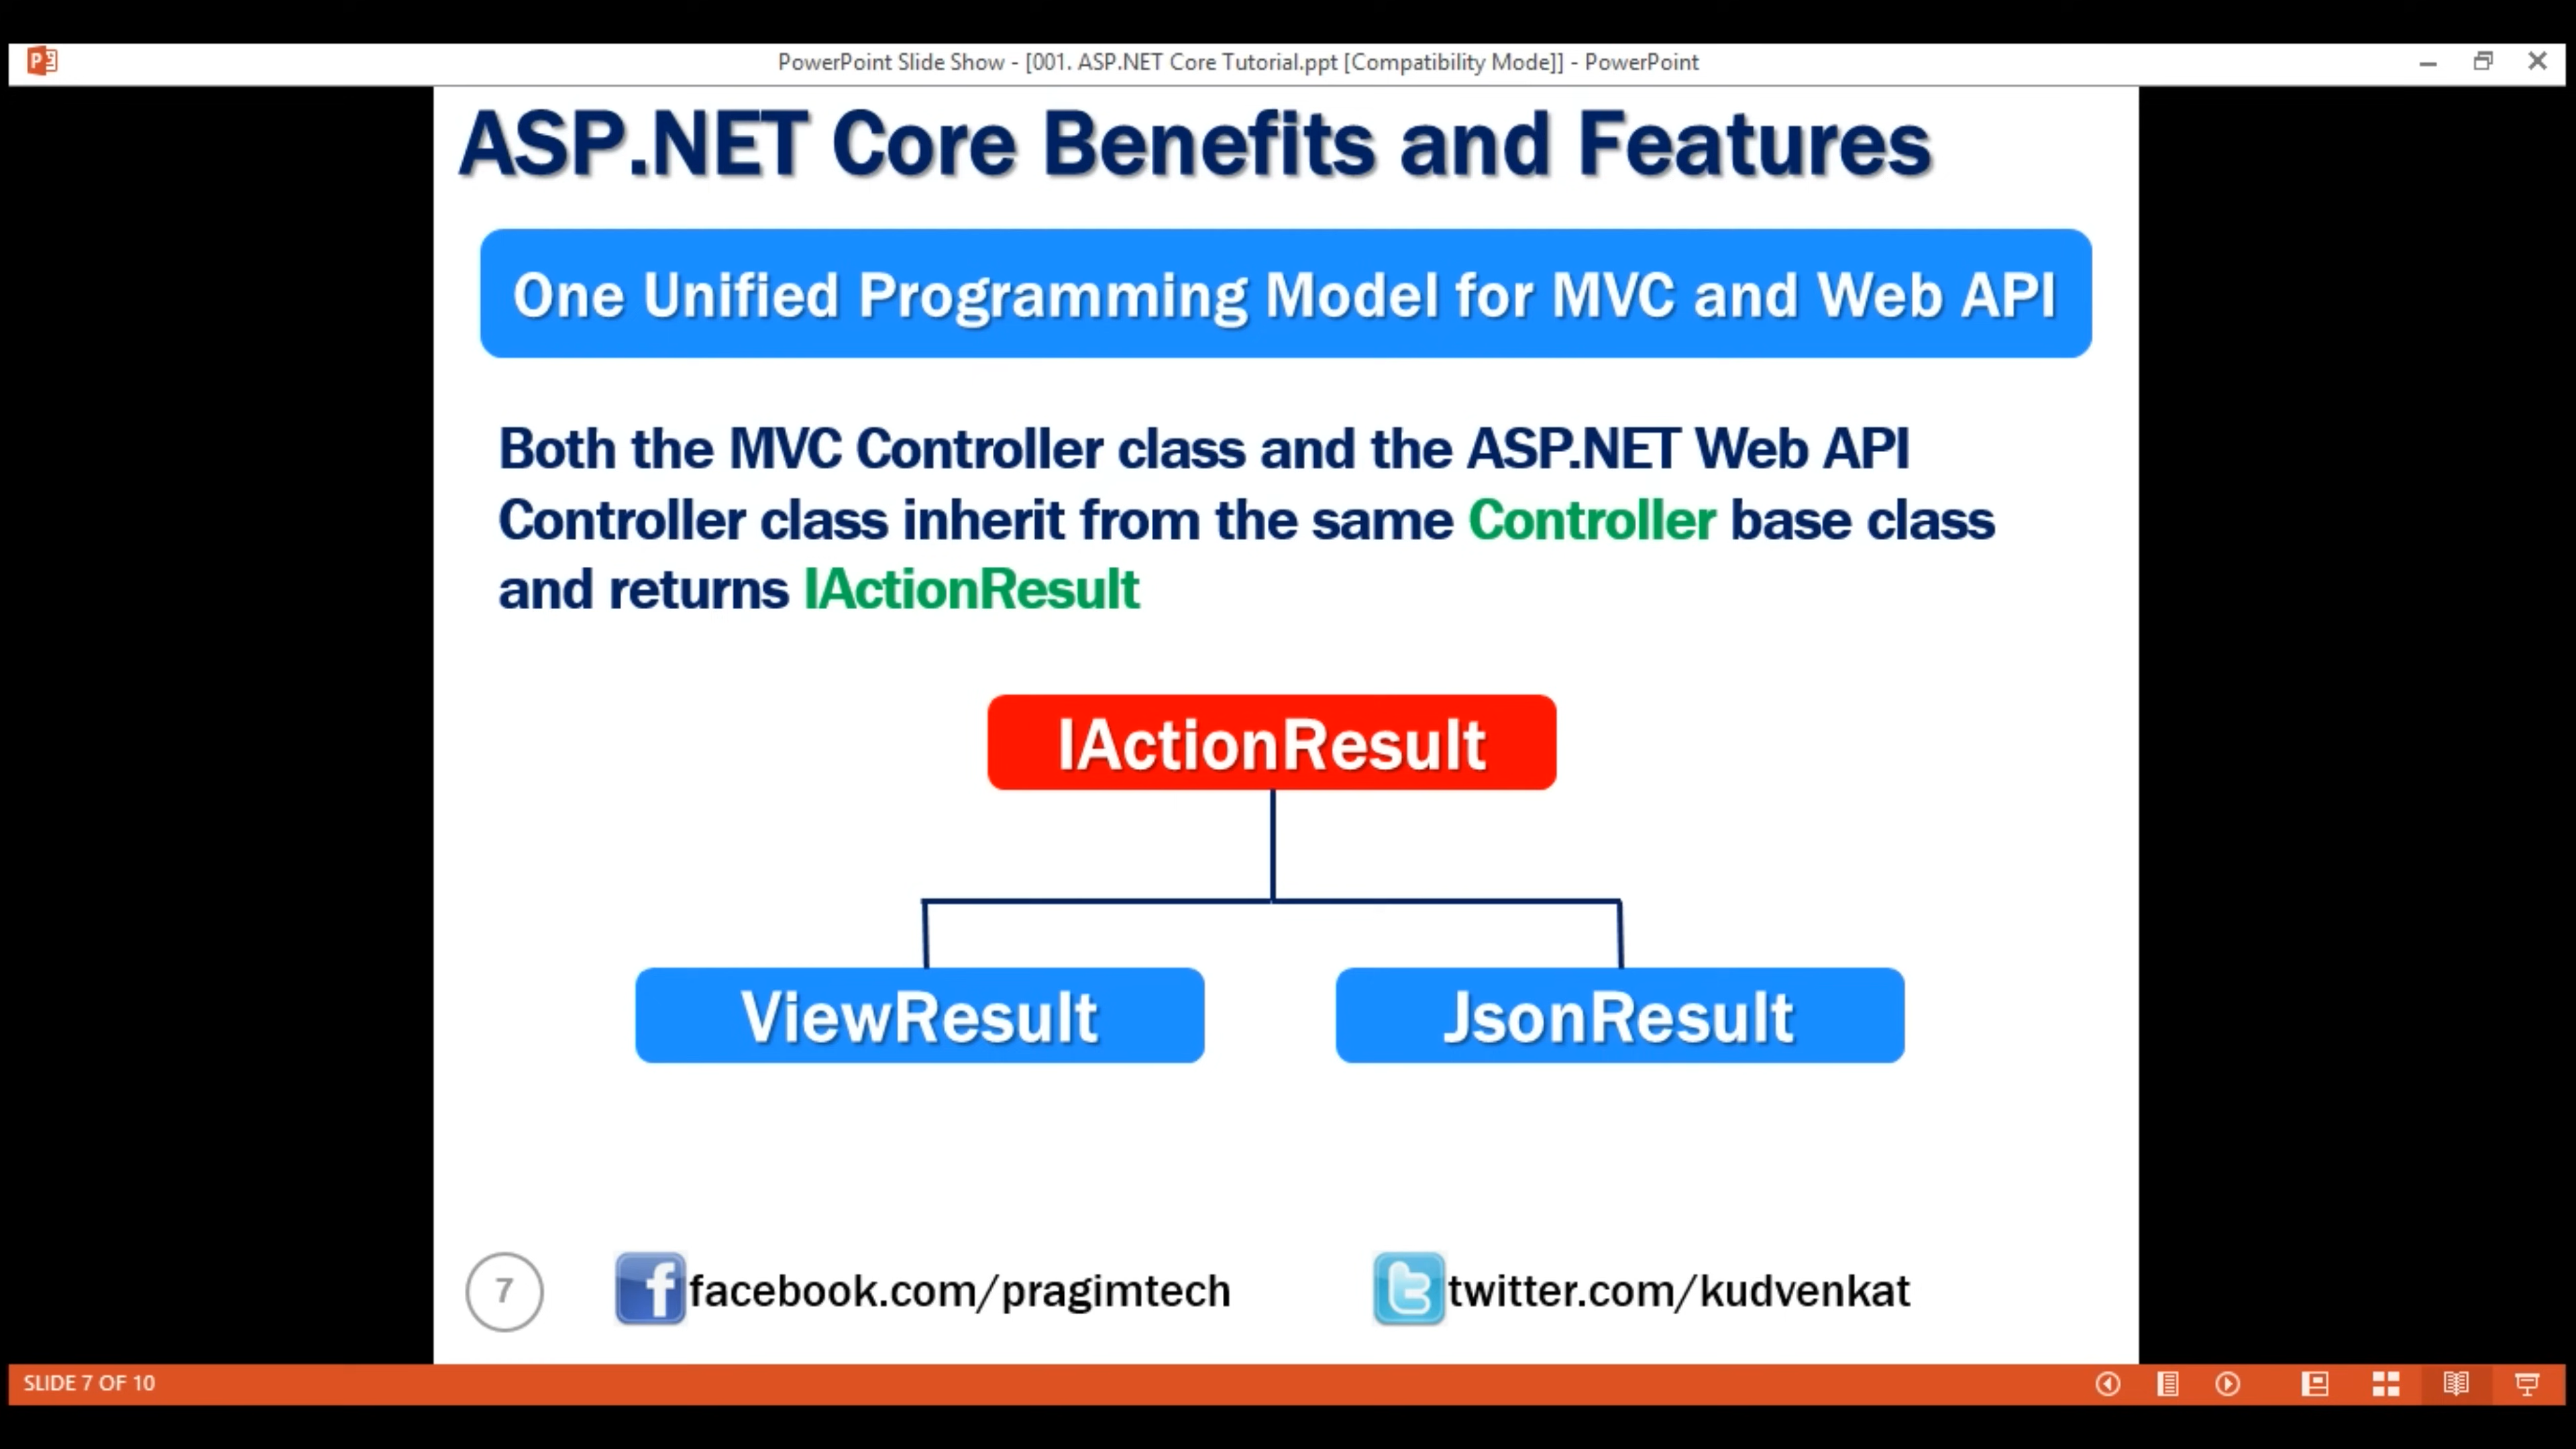 PowerPoint Slide Show - [001. ASP.NET Core Tutorial.ppt [Compatibility Mode]] - PowerPoint
ASP.NET Core Benefits and Features
One Unified Programming Model for MVC and Web API
Both the MVC Controller class and the ASP.NET Web API
Controller class inherit from the same Controller base class
and returns IActionResult
IActionResult
ViewResult
JsonResult
7
facebook.com/pragimtech
twitter.com/kudvenkat
SLIDE 7 OF 10